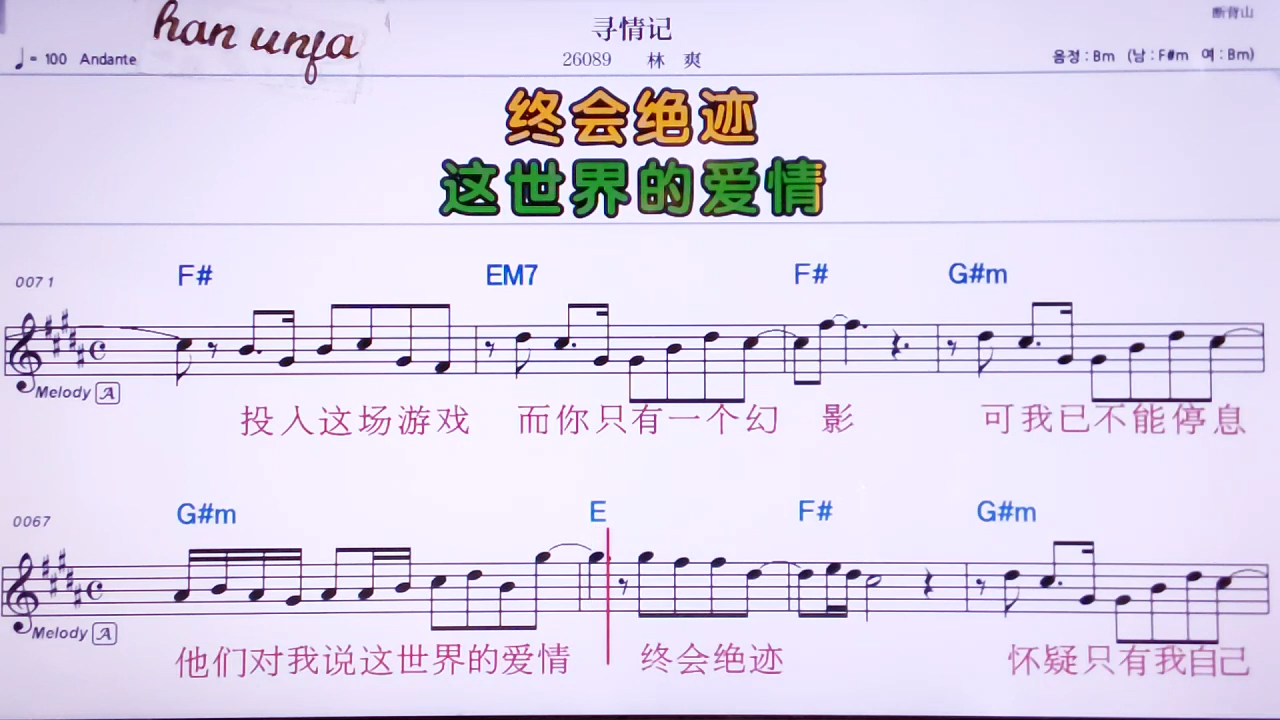 han unfa
寻情记
断背山
♩= 100 Andante
26089 林 爽
음정 : Bm (남 : F#m 여 : Bm)
终会绝迹
这世界的爱情
0071 F# EM7 F# G#m
Melody A
投入这场游戏 而你只有一个幻 影 可我已不能停息
0067 G#m E F# G#m
Melody A
他们对我说这世界的爱情 终会绝迹 怀疑只有我自己